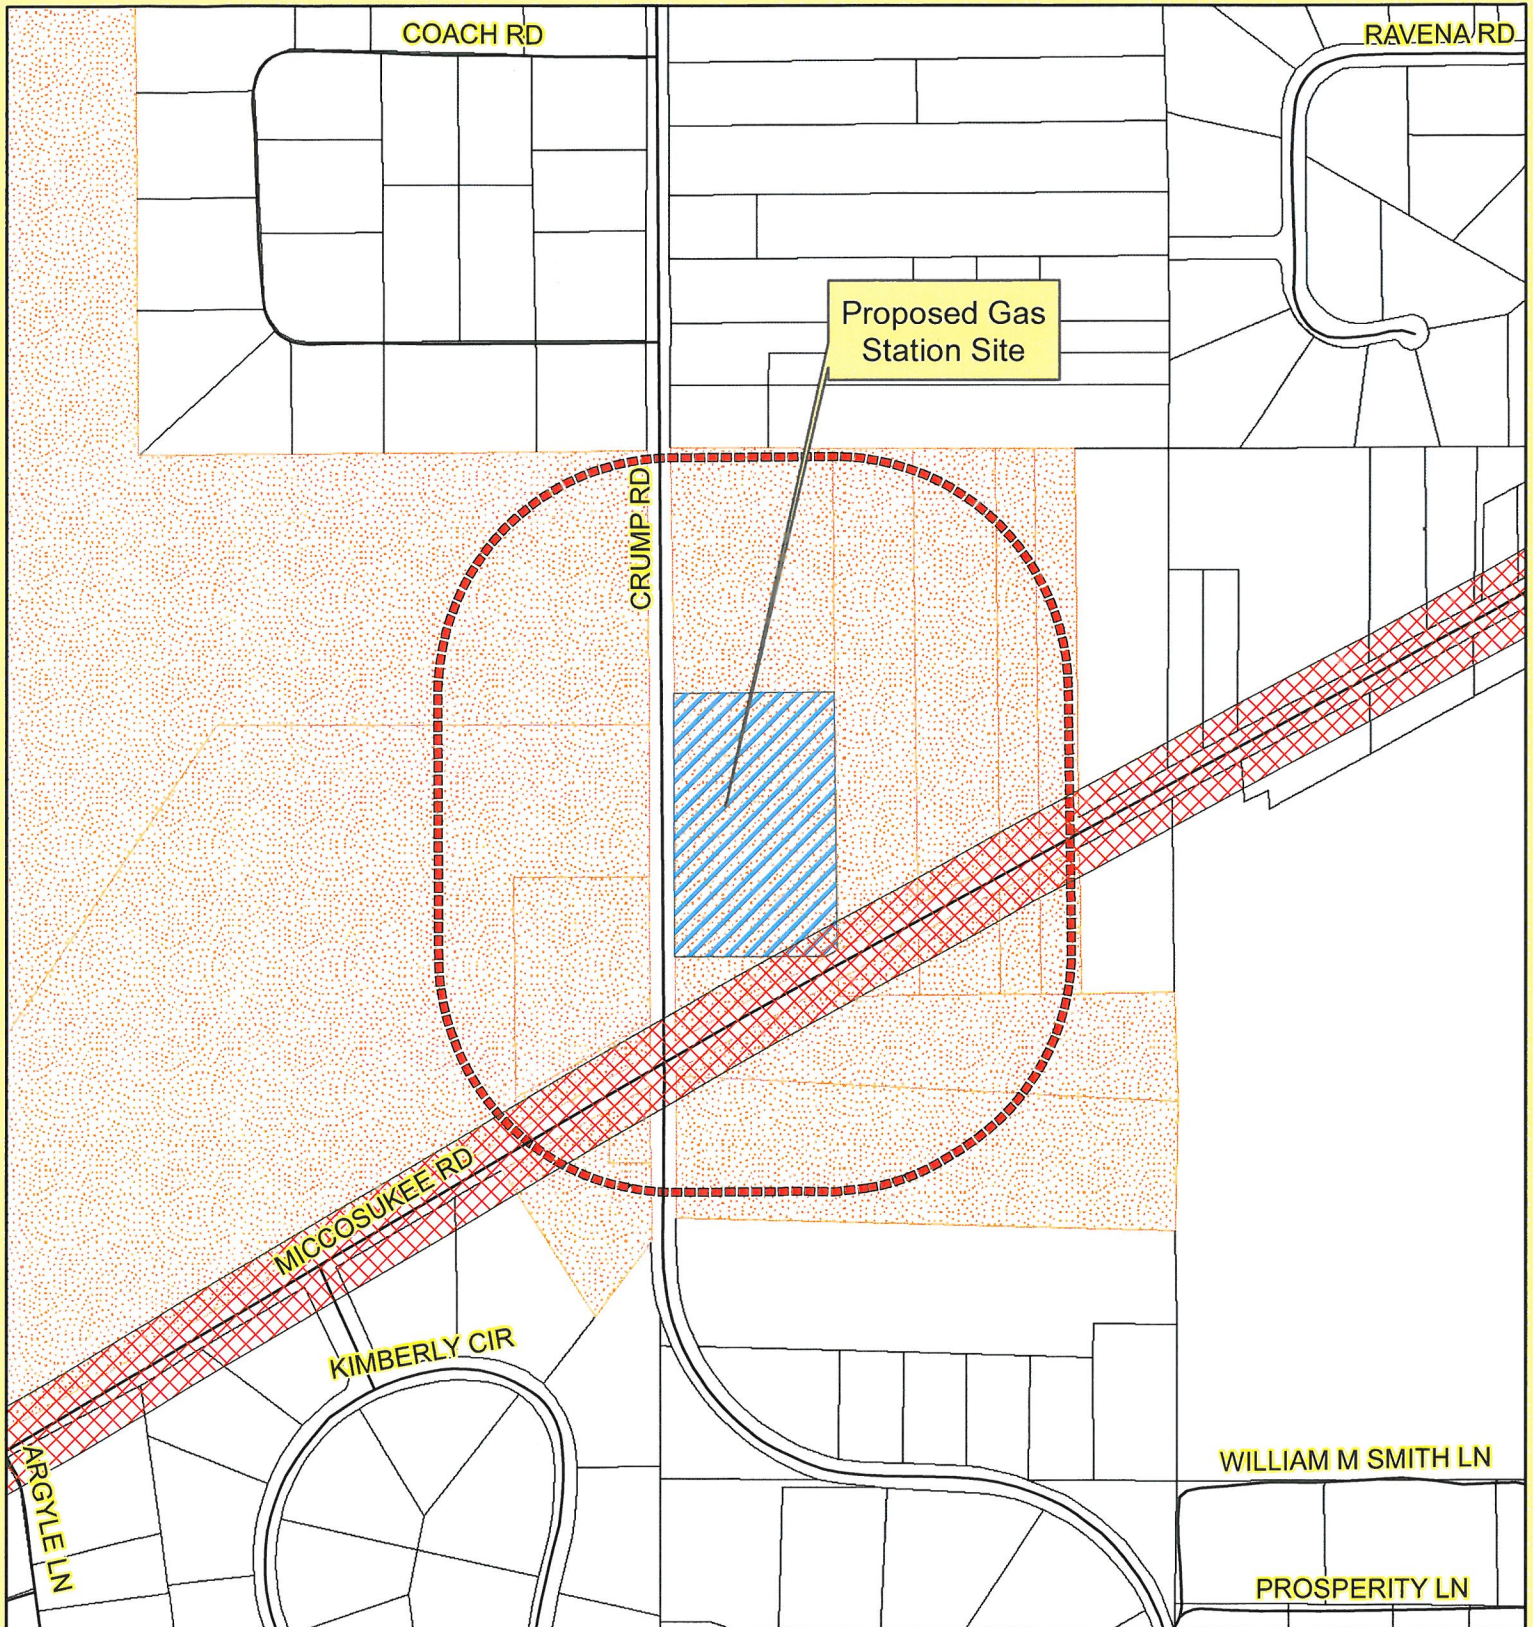 COACH RD
RAVENA RD
Proposed Gas
Station Site
CRUMP RD
MICCOSUKEE RD
KIMBERLY CIR
ARGYLE LN
WILLIAM M SMITH LN
PROSPERITY LN